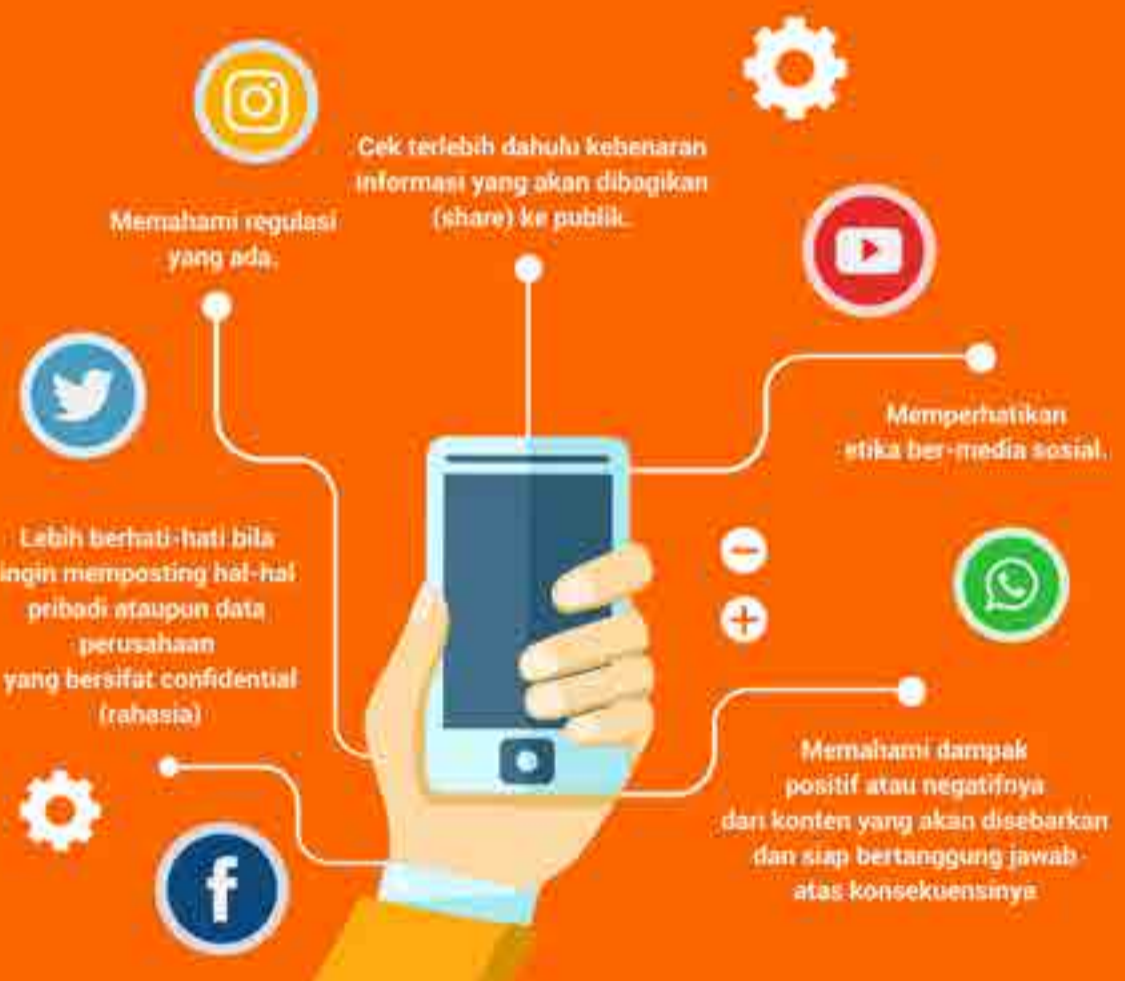 Cek terlebih dahulu kebenaran
informasi yang akan dibagikan
(share) ke publik.
Memahami regulasi
yang ada.
Memperhatikan
etika ber-media sosial.
Lebih berhati-hati bila
ingin memposting hal-hal
pribadi ataupun data
perusahaan
yang bersifat confidential
(rahasia)
Memahami dampak
positif atau negatifnya
dari konten yang akan disebarkan
dan siap bertanggung jawab
atas konsekuensinya